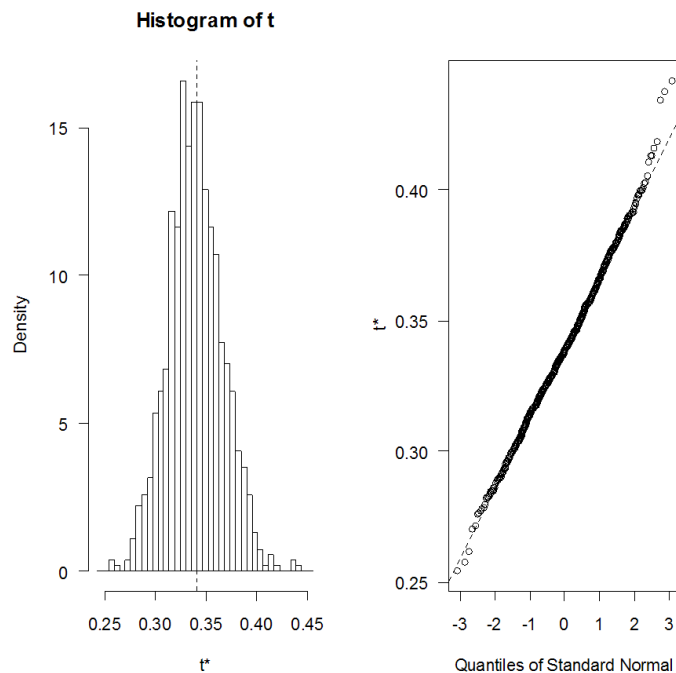 Histogram of t
Density
15
10
5
0
0.25 0.30 0.35 0.40 0.45
t*
t*
0.40
0.35
0.30
0.25
-3 -2 -1 0 1 2 3
Quantiles of Standard Normal